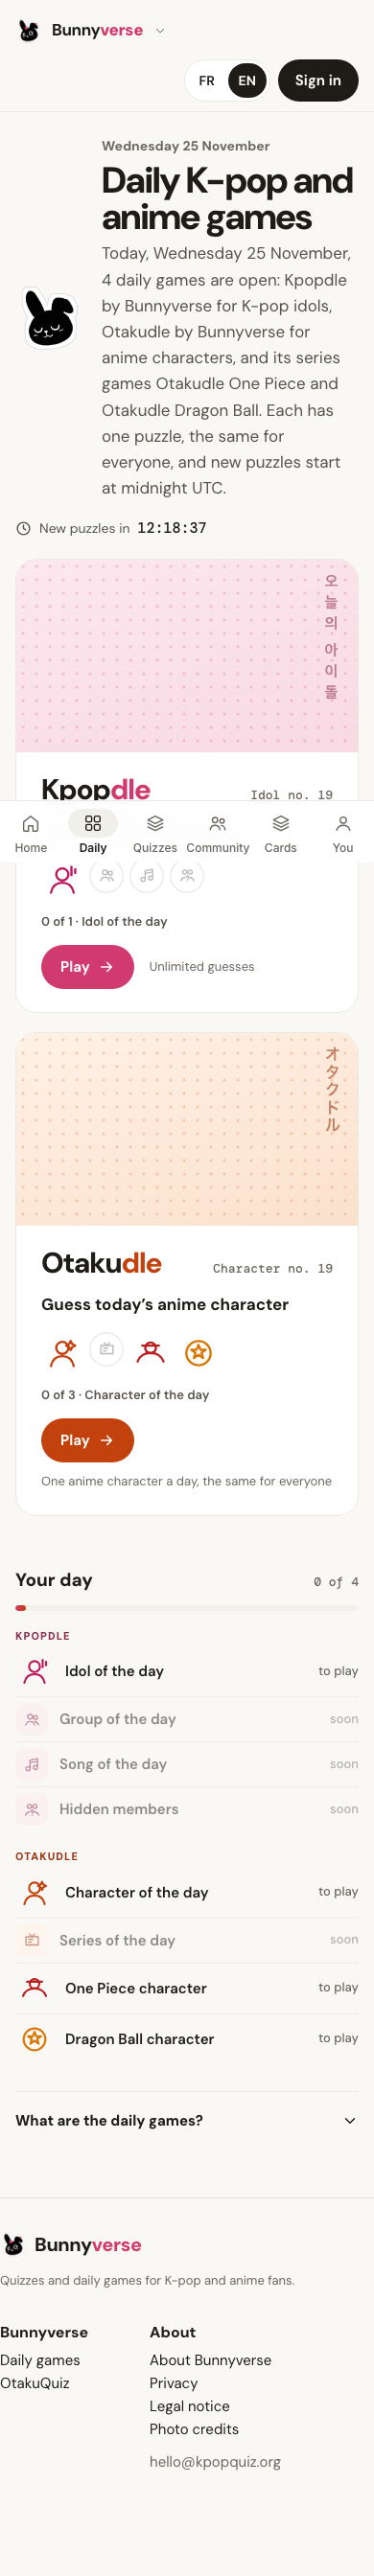 Bunnyverse
FR EN Sign in
Wednesday 25 November
Daily K-pop and
anime games
Today, Wednesday 25 November,
4 daily games are open: Kpopdle
by Bunnyverse for K-pop idols,
Otakudle by Bunnyverse for
anime characters, and its series
games Otakudle One Piece and
Otakudle Dragon Ball. Each has
one puzzle, the same for
everyone, and new puzzles start
at midnight UTC.
New puzzles in 12:18:37
오늘의 아이돌
Kpopdle Idol no. 19
Home Daily Quizzes Community Cards You
0 of 1 · Idol of the day
Play → Unlimited guesses
オタクドル
Otakudle Character no. 19
Guess today’s anime character
0 of 3 · Character of the day
Play →
One anime character a day, the same for everyone
Your day 0 of 4
KPOPDLE
Idol of the day to play
Group of the day soon
Song of the day soon
Hidden members soon
OTAKUDLE
Character of the day to play
Series of the day soon
One Piece character to play
Dragon Ball character to play
What are the daily games?
Bunnyverse
Quizzes and daily games for K-pop and anime fans.
Bunnyverse About
Daily games About Bunnyverse
OtakuQuiz Privacy
Legal notice
Photo credits
hello@kpopquiz.org